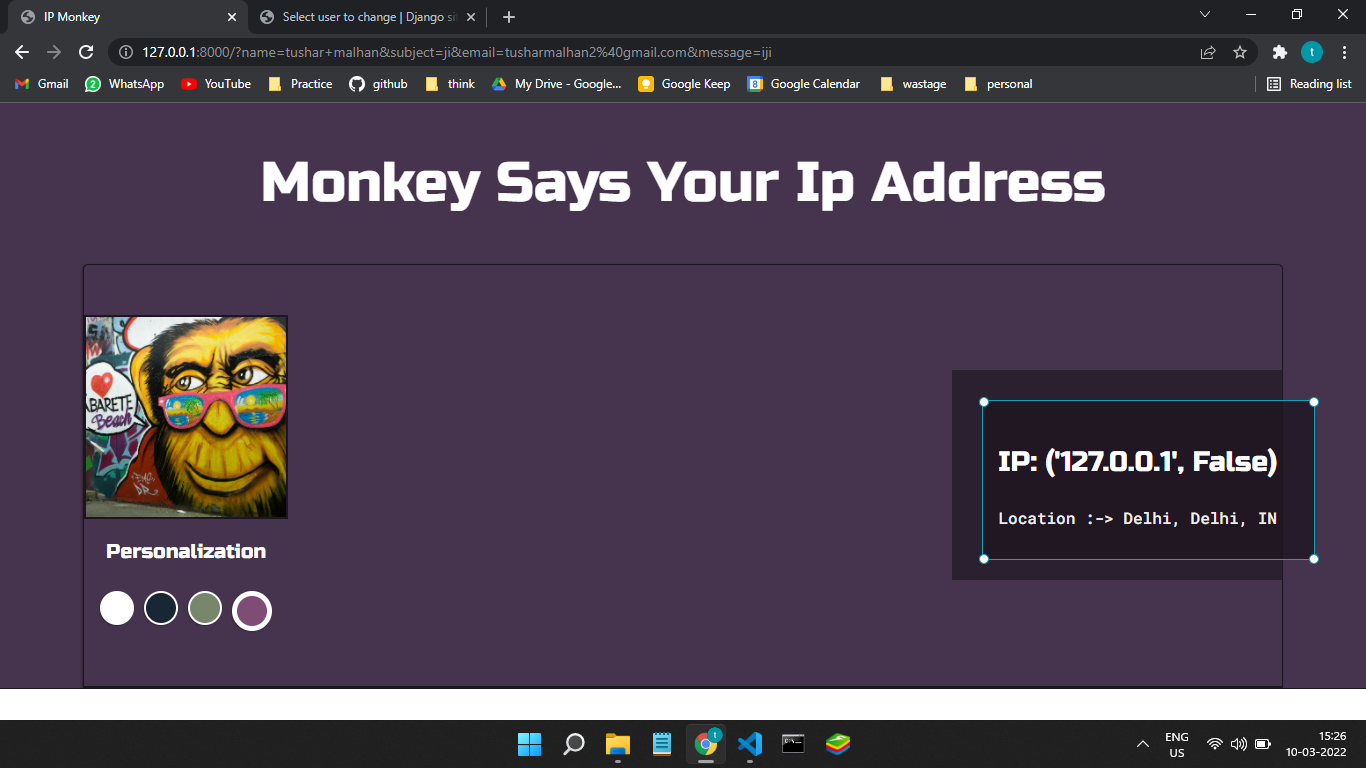 IP Monkey
Select user to change | Django sit
127.0.0.1:8000/?name=tushar+malhan&subject=ji&email=tusharmalhan2%40gmail.com&message=iji
t
Gmail
2
WhatsApp
YouTube
Practice
github
think
My Drive - Google...
Google Keep
8
Google Calendar
wastage
personal
Reading list
Monkey Says Your Ip Address
ABARETE
Beach
IP: ('127.0.0.1', False)
Location :-> Delhi, Delhi, IN
Personalization
t
ENG
US
15:26
10-03-2022